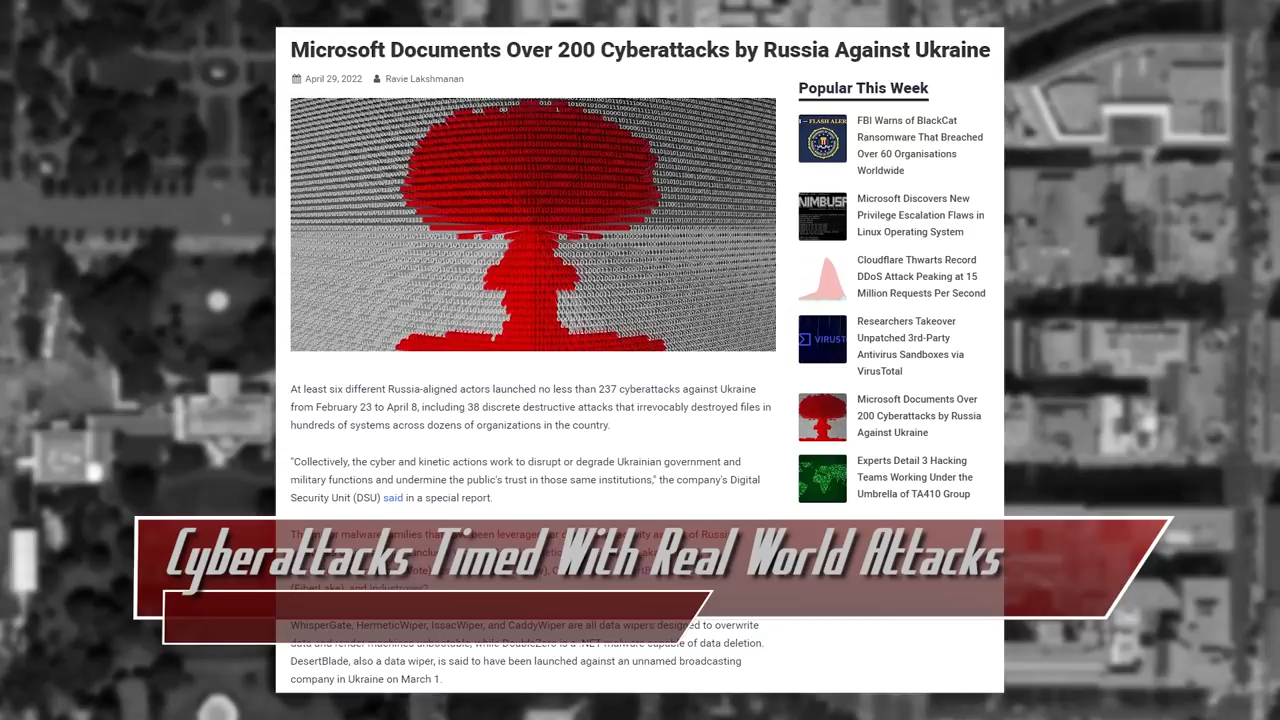 Microsoft Documents Over 200 Cyberattacks by Russia Against Ukraine
April 29, 2022 Ravie Lakshmanan
At least six different Russia-aligned actors launched no less than 237 cyberattacks against Ukraine
from February 23 to April 8, including 38 discrete destructive attacks that irrevocably destroyed files in
hundreds of systems across dozens of organizations in the country.
"Collectively, the cyber and kinetic actions work to disrupt or degrade Ukrainian government and
military functions and undermine the public's trust in those same institutions," the company's Digital
Security Unit (DSU) said in a special report.
Cyberattacks Timed With Real World Attacks
WhisperGate, HermeticWiper, IssacWiper, and CaddyWiper are all data wipers designed to overwrite
data and render machines unbootable, while DoubleZero is a .NET malware capable of data deletion.
DesertBlade, also a data wiper, is said to have been launched against an unnamed broadcasting
company in Ukraine on March 1.
Popular This Week
FBI Warns of BlackCat
Ransomware That Breached
Over 60 Organisations
Worldwide
NIMBUSP
Microsoft Discovers New
Privilege Escalation Flaws in
Linux Operating System
Cloudflare Thwarts Record
DDoS Attack Peaking at 15
Million Requests Per Second
VIRUST
Researchers Takeover
Unpatched 3rd-Party
Antivirus Sandboxes via
VirusTotal
Microsoft Documents Over
200 Cyberattacks by Russia
Against Ukraine
Experts Detail 3 Hacking
Teams Working Under the
Umbrella of TA410 Group